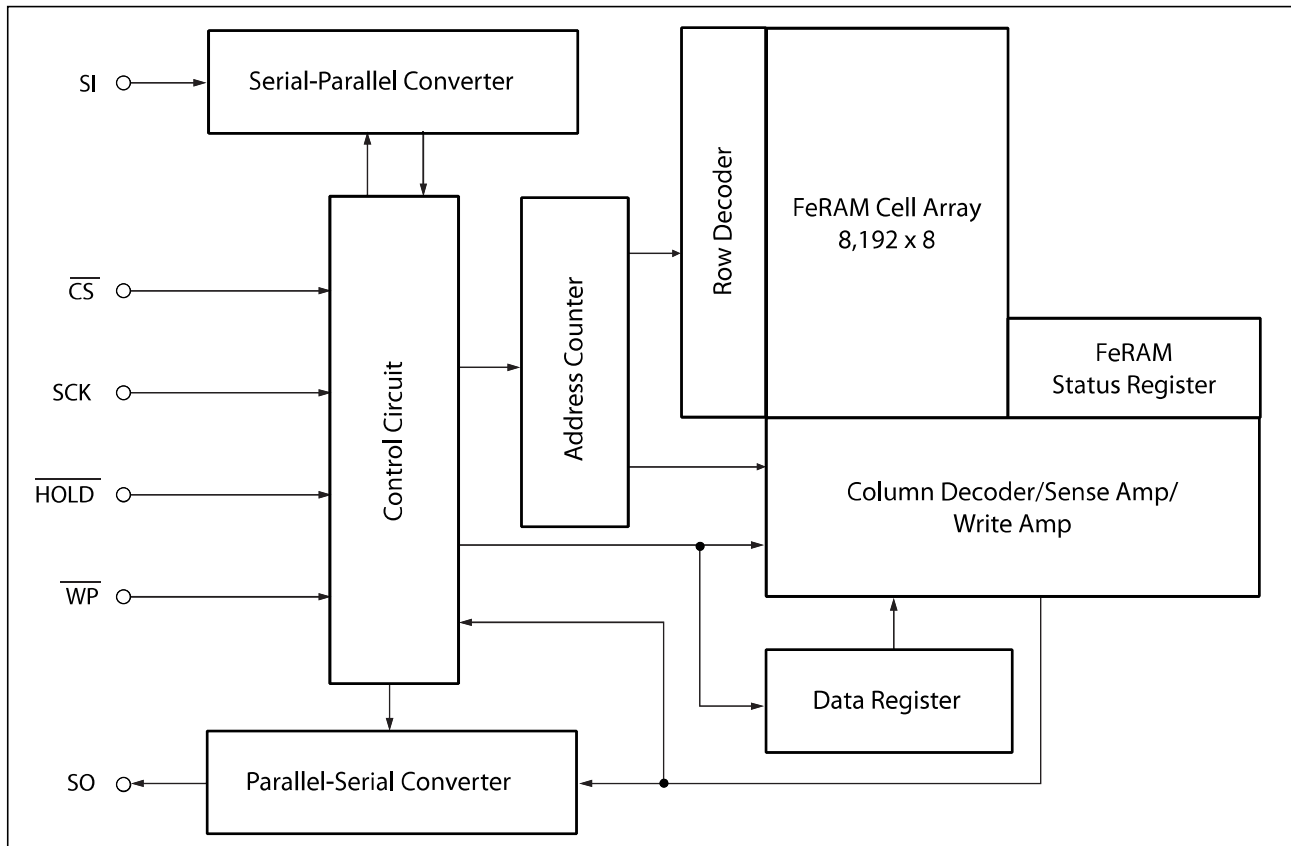 Serial-Parallel Converter
SI
Row Decoder
FeRAM Cell Array
8,192 x 8
CS
Address Counter
Control Circuit
FeRAM
Status Register
SCK
HOLD
Column Decoder/Sense Amp/
Write Amp
WP
Data Register
SO
Parallel-Serial Converter